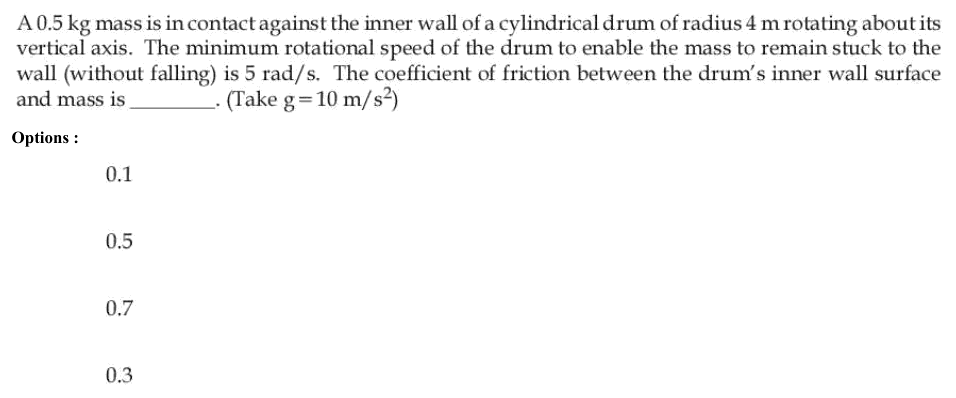 A 0.5 kg mass is in contact against the inner wall of a cylindrical drum of radius 4 m rotating about its
vertical axis. The minimum rotational speed of the drum to enable the mass to remain stuck to the
wall (without falling) is 5 rad/s. The coefficient of friction between the drum's inner wall surface
and mass is ________. (Take g=10 m/s²)
Options :
0.1
0.5
0.7
0.3